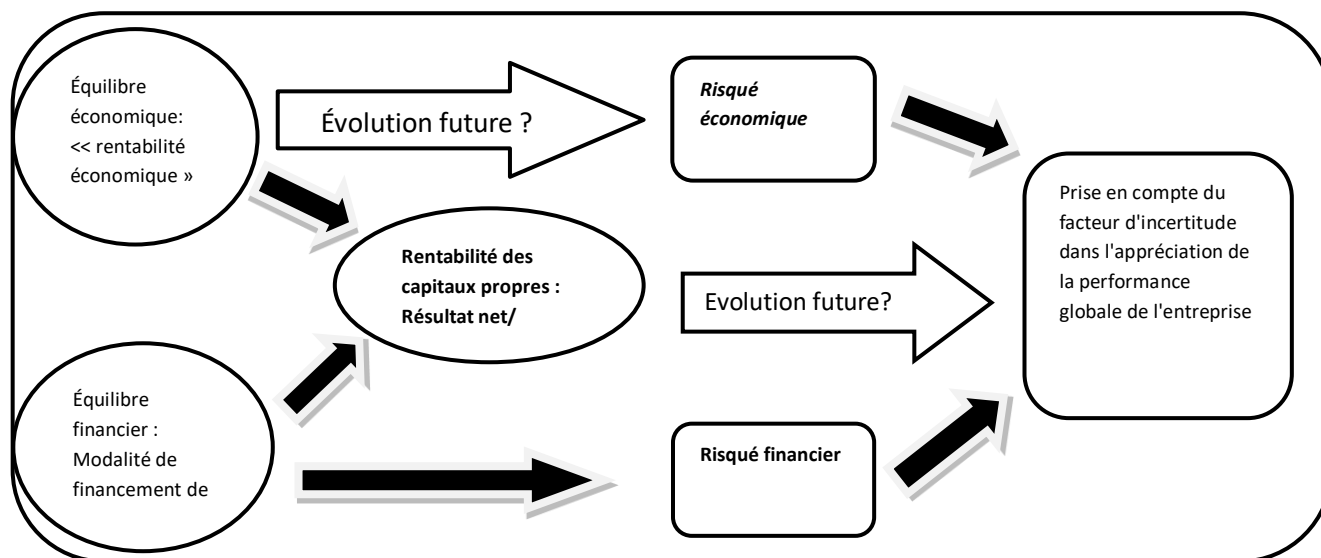 Équilibre
économique:
<< rentabilité
économique »
Évolution future ?
Risqué
économique
Prise en compte du
facteur d'incertitude
dans l'appréciation de
la performance
globale de l'entreprise
Rentabilité des
capitaux propres :
Résultat net/
Evolution future?
Équilibre
financier :
Modalité de
financement de
Risqué financier